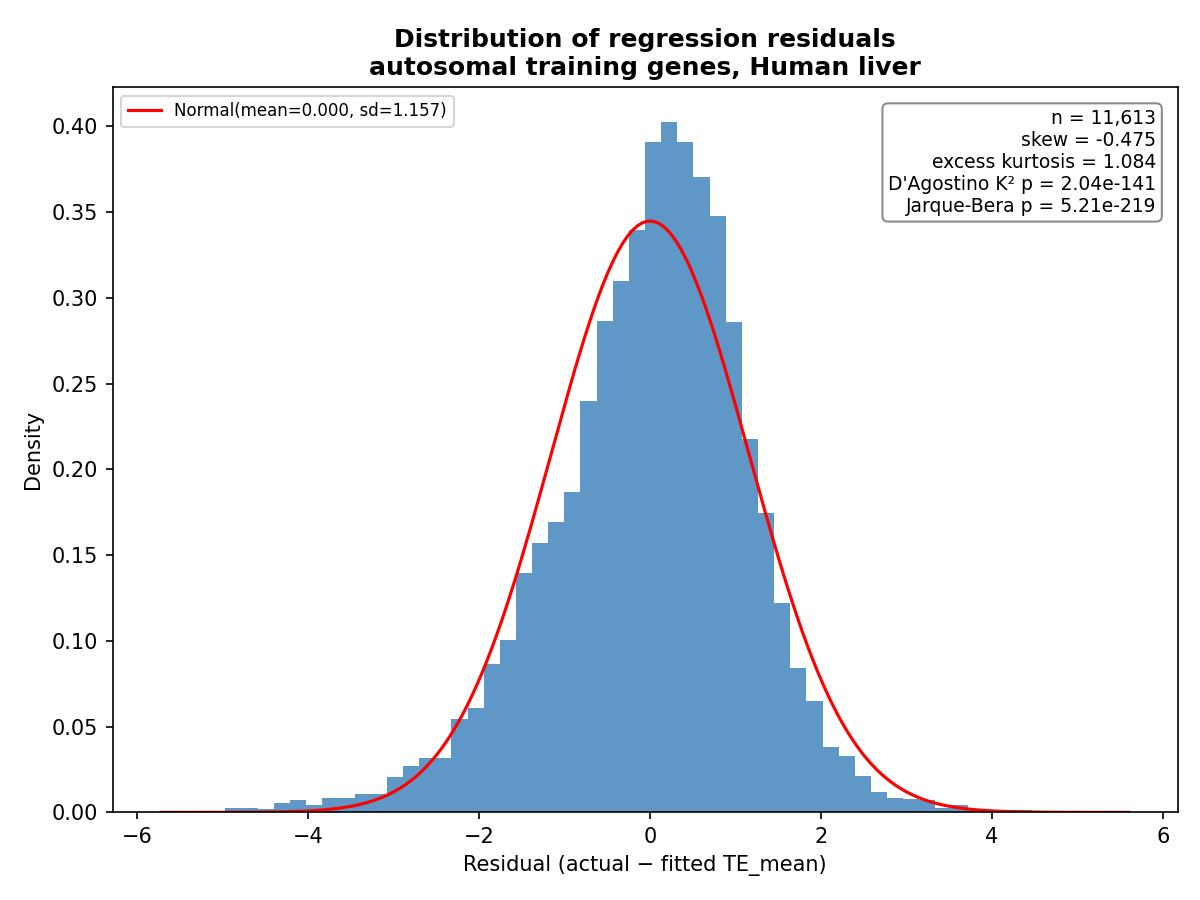 Distribution of regression residuals
autosomal training genes, Human liver
Normal(mean=0.000, sd=1.157)
n = 11,613
skew = -0.475
excess kurtosis = 1.084
D'Agostino K² p = 2.04e-141
Jarque-Bera p = 5.21e-219
Density
0.40
0.35
0.30
0.25
0.20
0.15
0.10
0.05
0.00
−6 −4 −2 0 2 4 6
Residual (actual − fitted TE_mean)